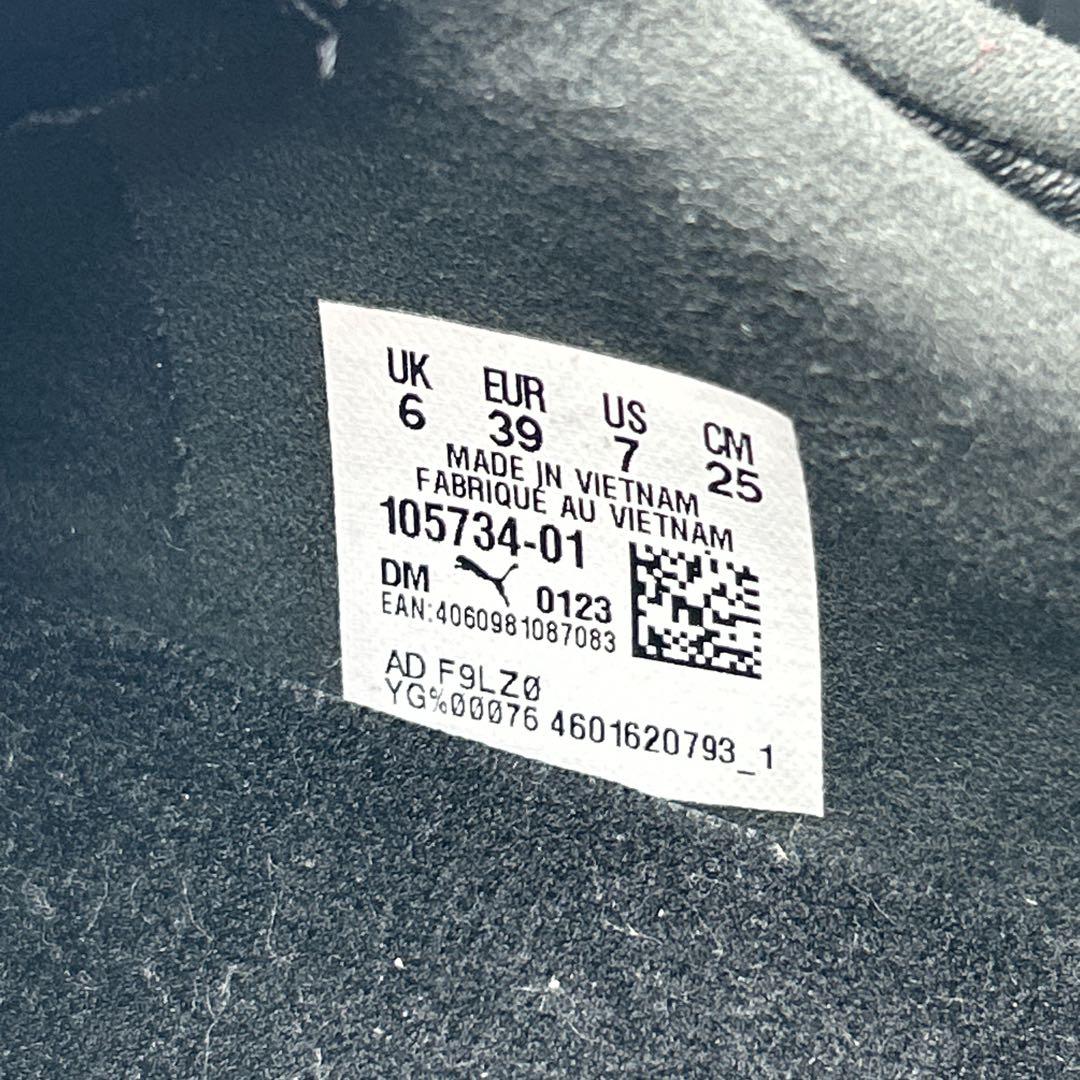 UK EUR US CM
6 39 7 25
MADE IN VIETNAM
FABRIQUÉ AU VIETNAM
105734-01
DM 0123
EAN:4060981087083
AD F9LZ0
YG%00076 4601620793_1